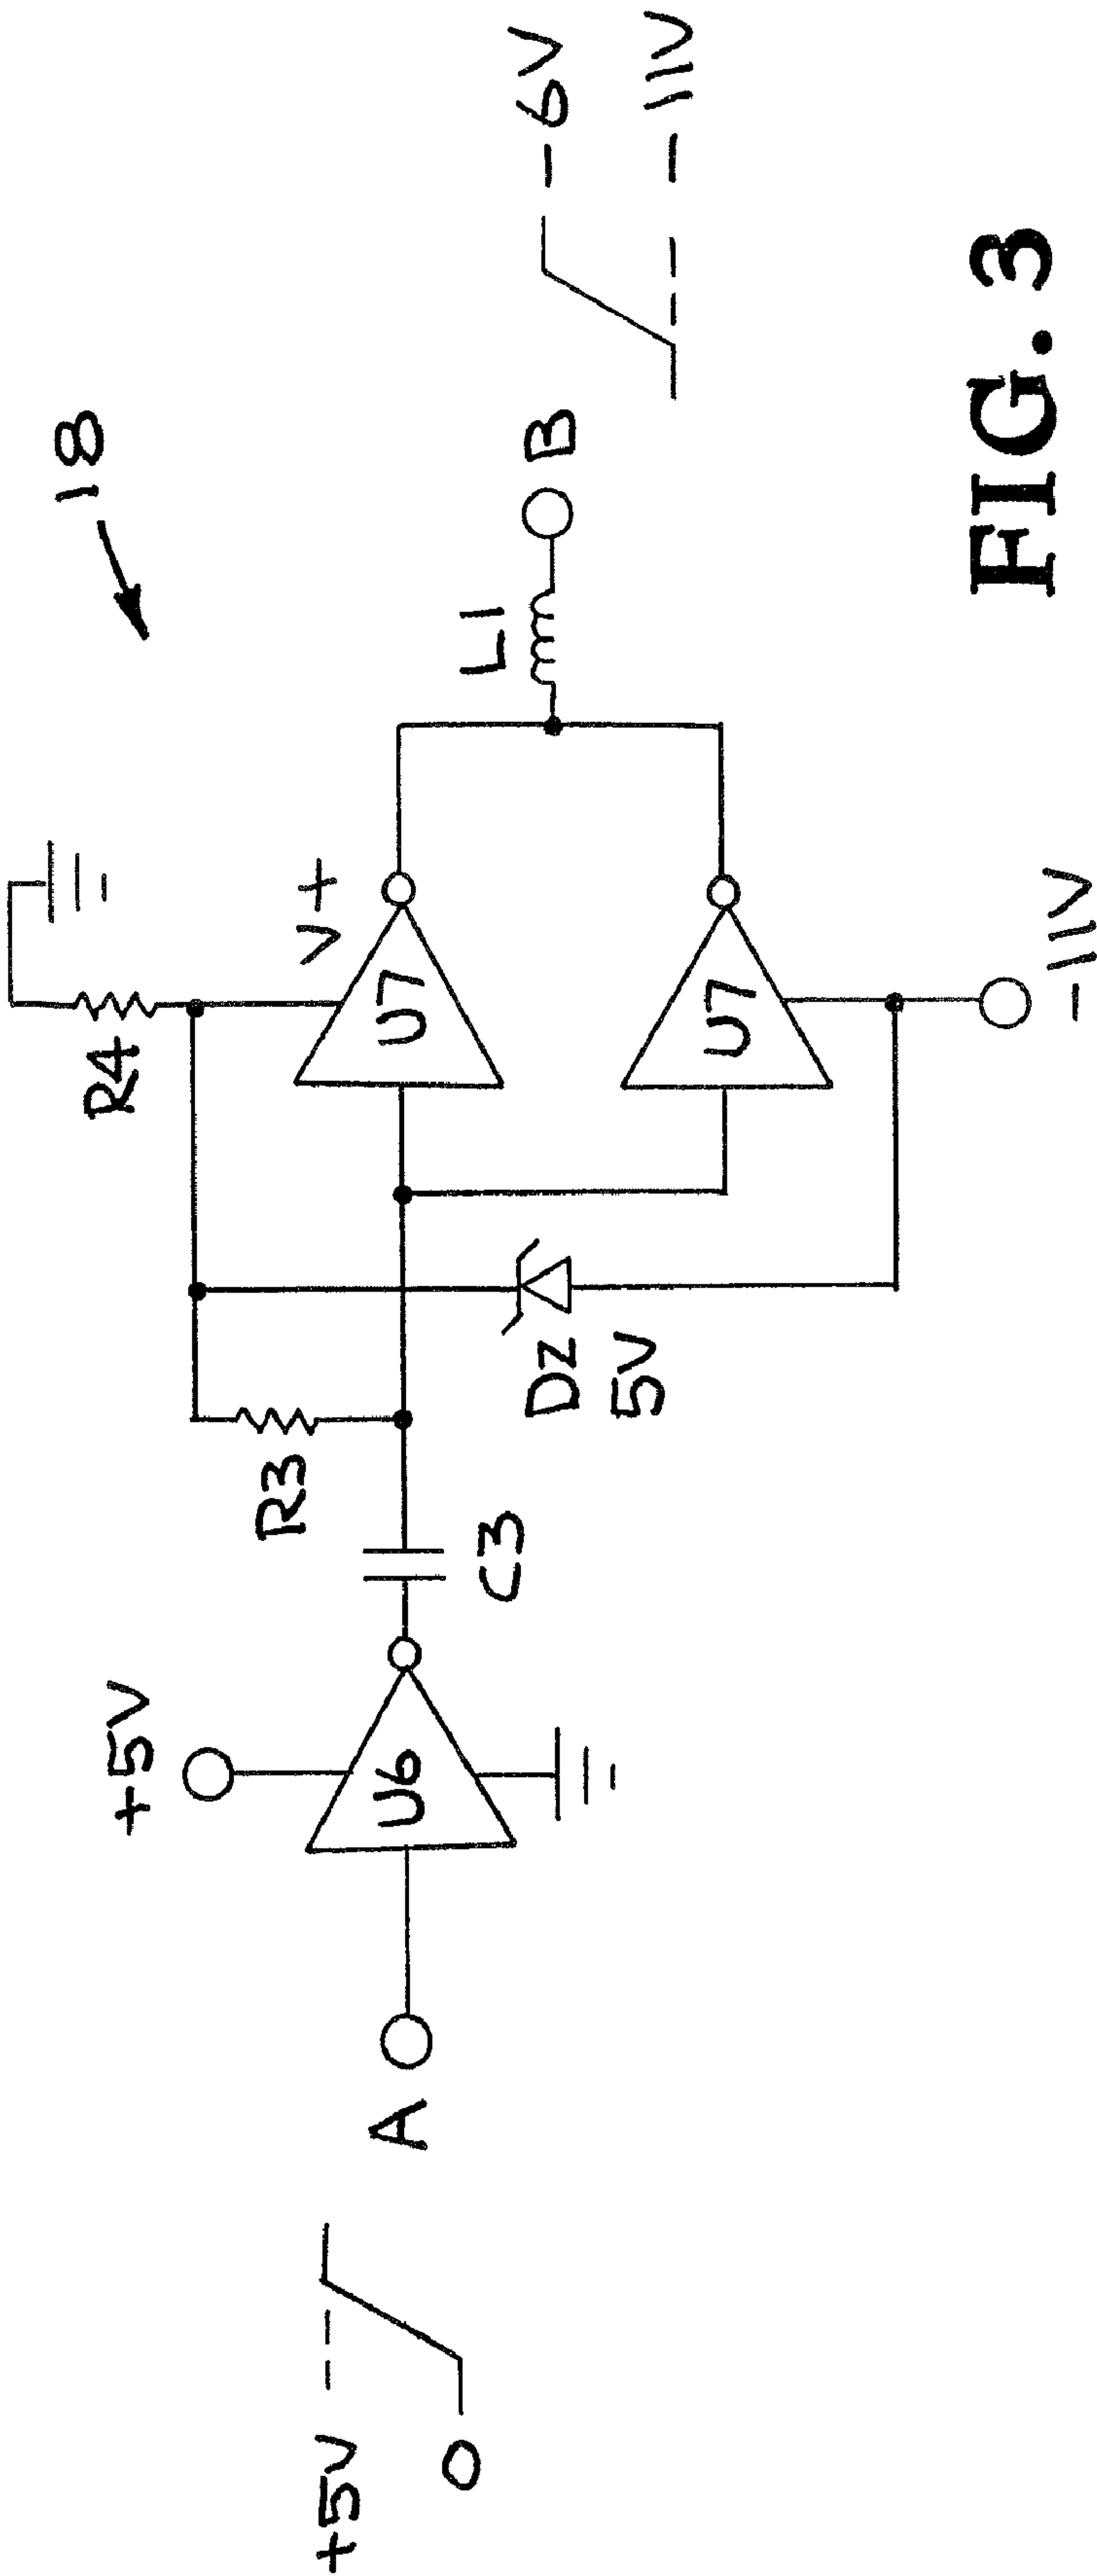 18
+5V
0
A
+5V
U6
C3
R3
R4
DZ
5V
V+
U7
U7
-11V
L1
B
-6V
-11V
FIG. 3